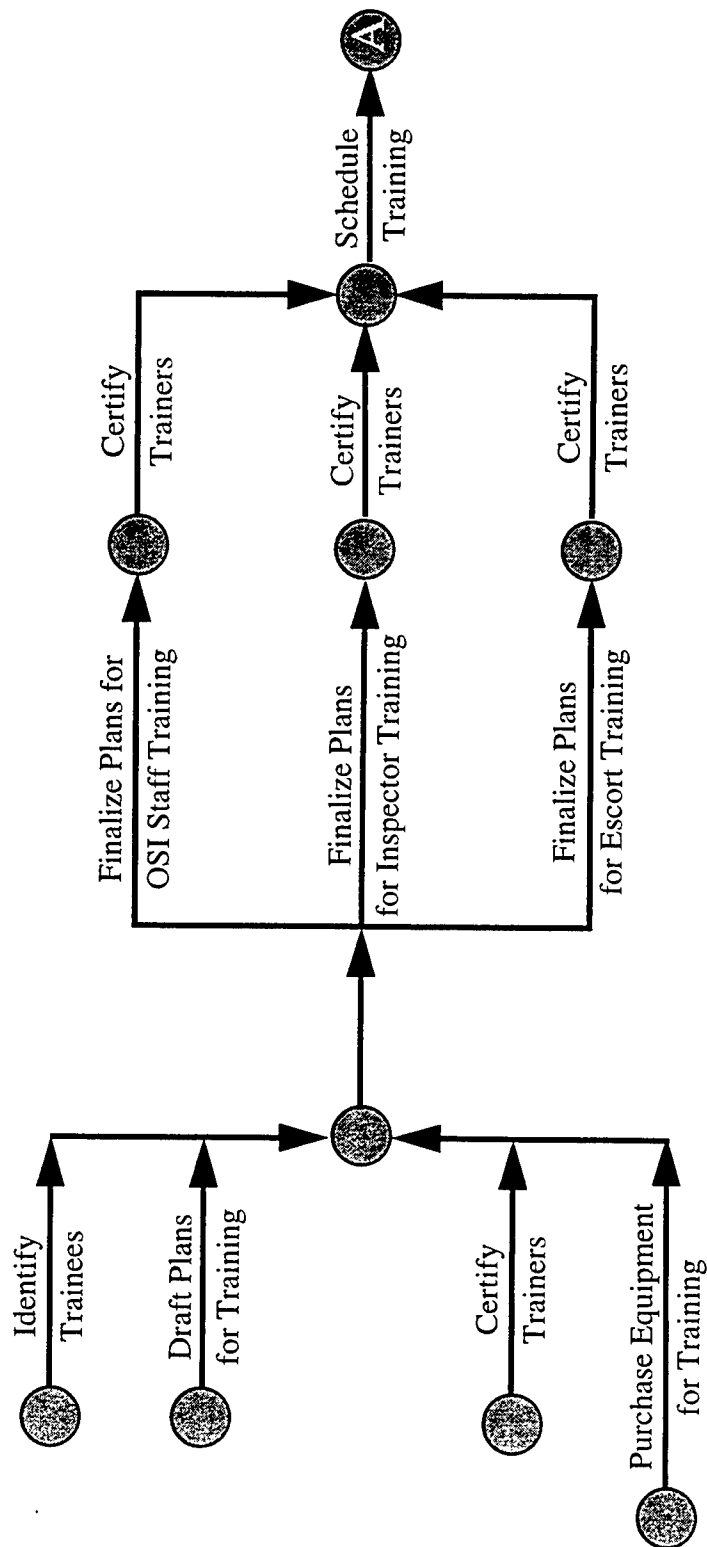 Identify
Trainees
Draft Plans
for Training
Certify
Trainers
Purchase Equipment
for Training
Finalize Plans for
OSI Staff Training
Finalize Plans
for Inspector Training
Finalize Plans
for Escort Training
Certify
Trainers
Certify
Trainers
Certify
Trainers
Schedule
Training
A